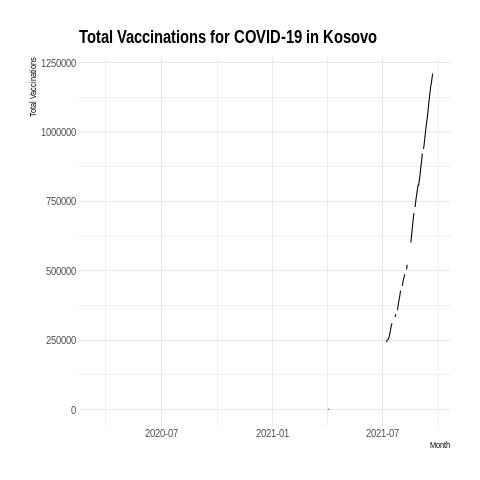 Total Vaccinations for COVID-19 in Kosovo
Total Vaccinations
1250000
1000000
750000
500000
250000
0
2020-07 2021-01 2021-07
Month